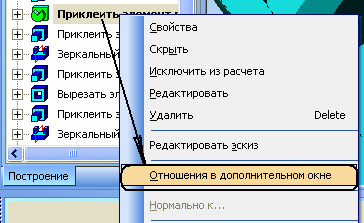 Приклеить элемент
Приклеить э
Зеркальный
Приклеить э
Вырезать эл
Приклеить э
Зеркальный
Построение
Свойства
Скрыть
Исключить из расчета
Редактировать
Удалить Delete
Редактировать эскиз
Отношения в дополнительном окне
Нормально к...